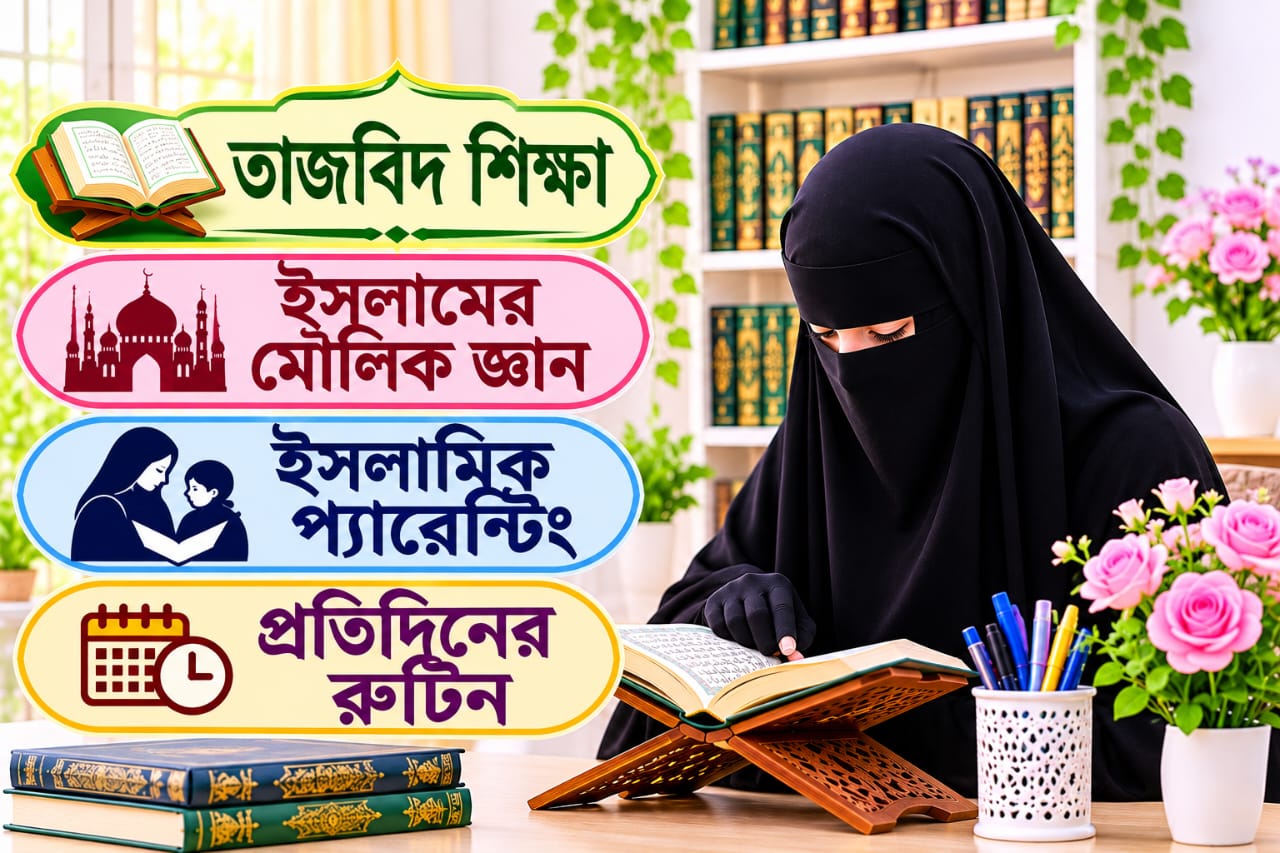 তাজবিদ শিক্ষা
ইসলামের
মৌলিক জ্ঞান
ইসলামিক
প্যারেন্টিং
প্রতিদিনের
রুটিন